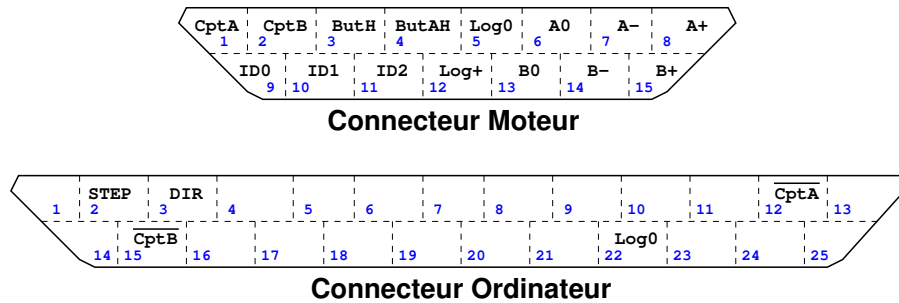 CptA CptB ButH ButAH Log0 A0 A− A+
1 2 3 4 5 6 7 8
ID0 ID1 ID2 Log+ B0 B− B+
9 10 11 12 13 14 15
Connecteur Moteur
STEP DIR C̅p̅t̅A̅
1 2 3 4 5 6 7 8 9 10 11 12 13
C̅p̅t̅B̅ Log0
14 15 16 17 18 19 20 21 22 23 24 25
Connecteur Ordinateur